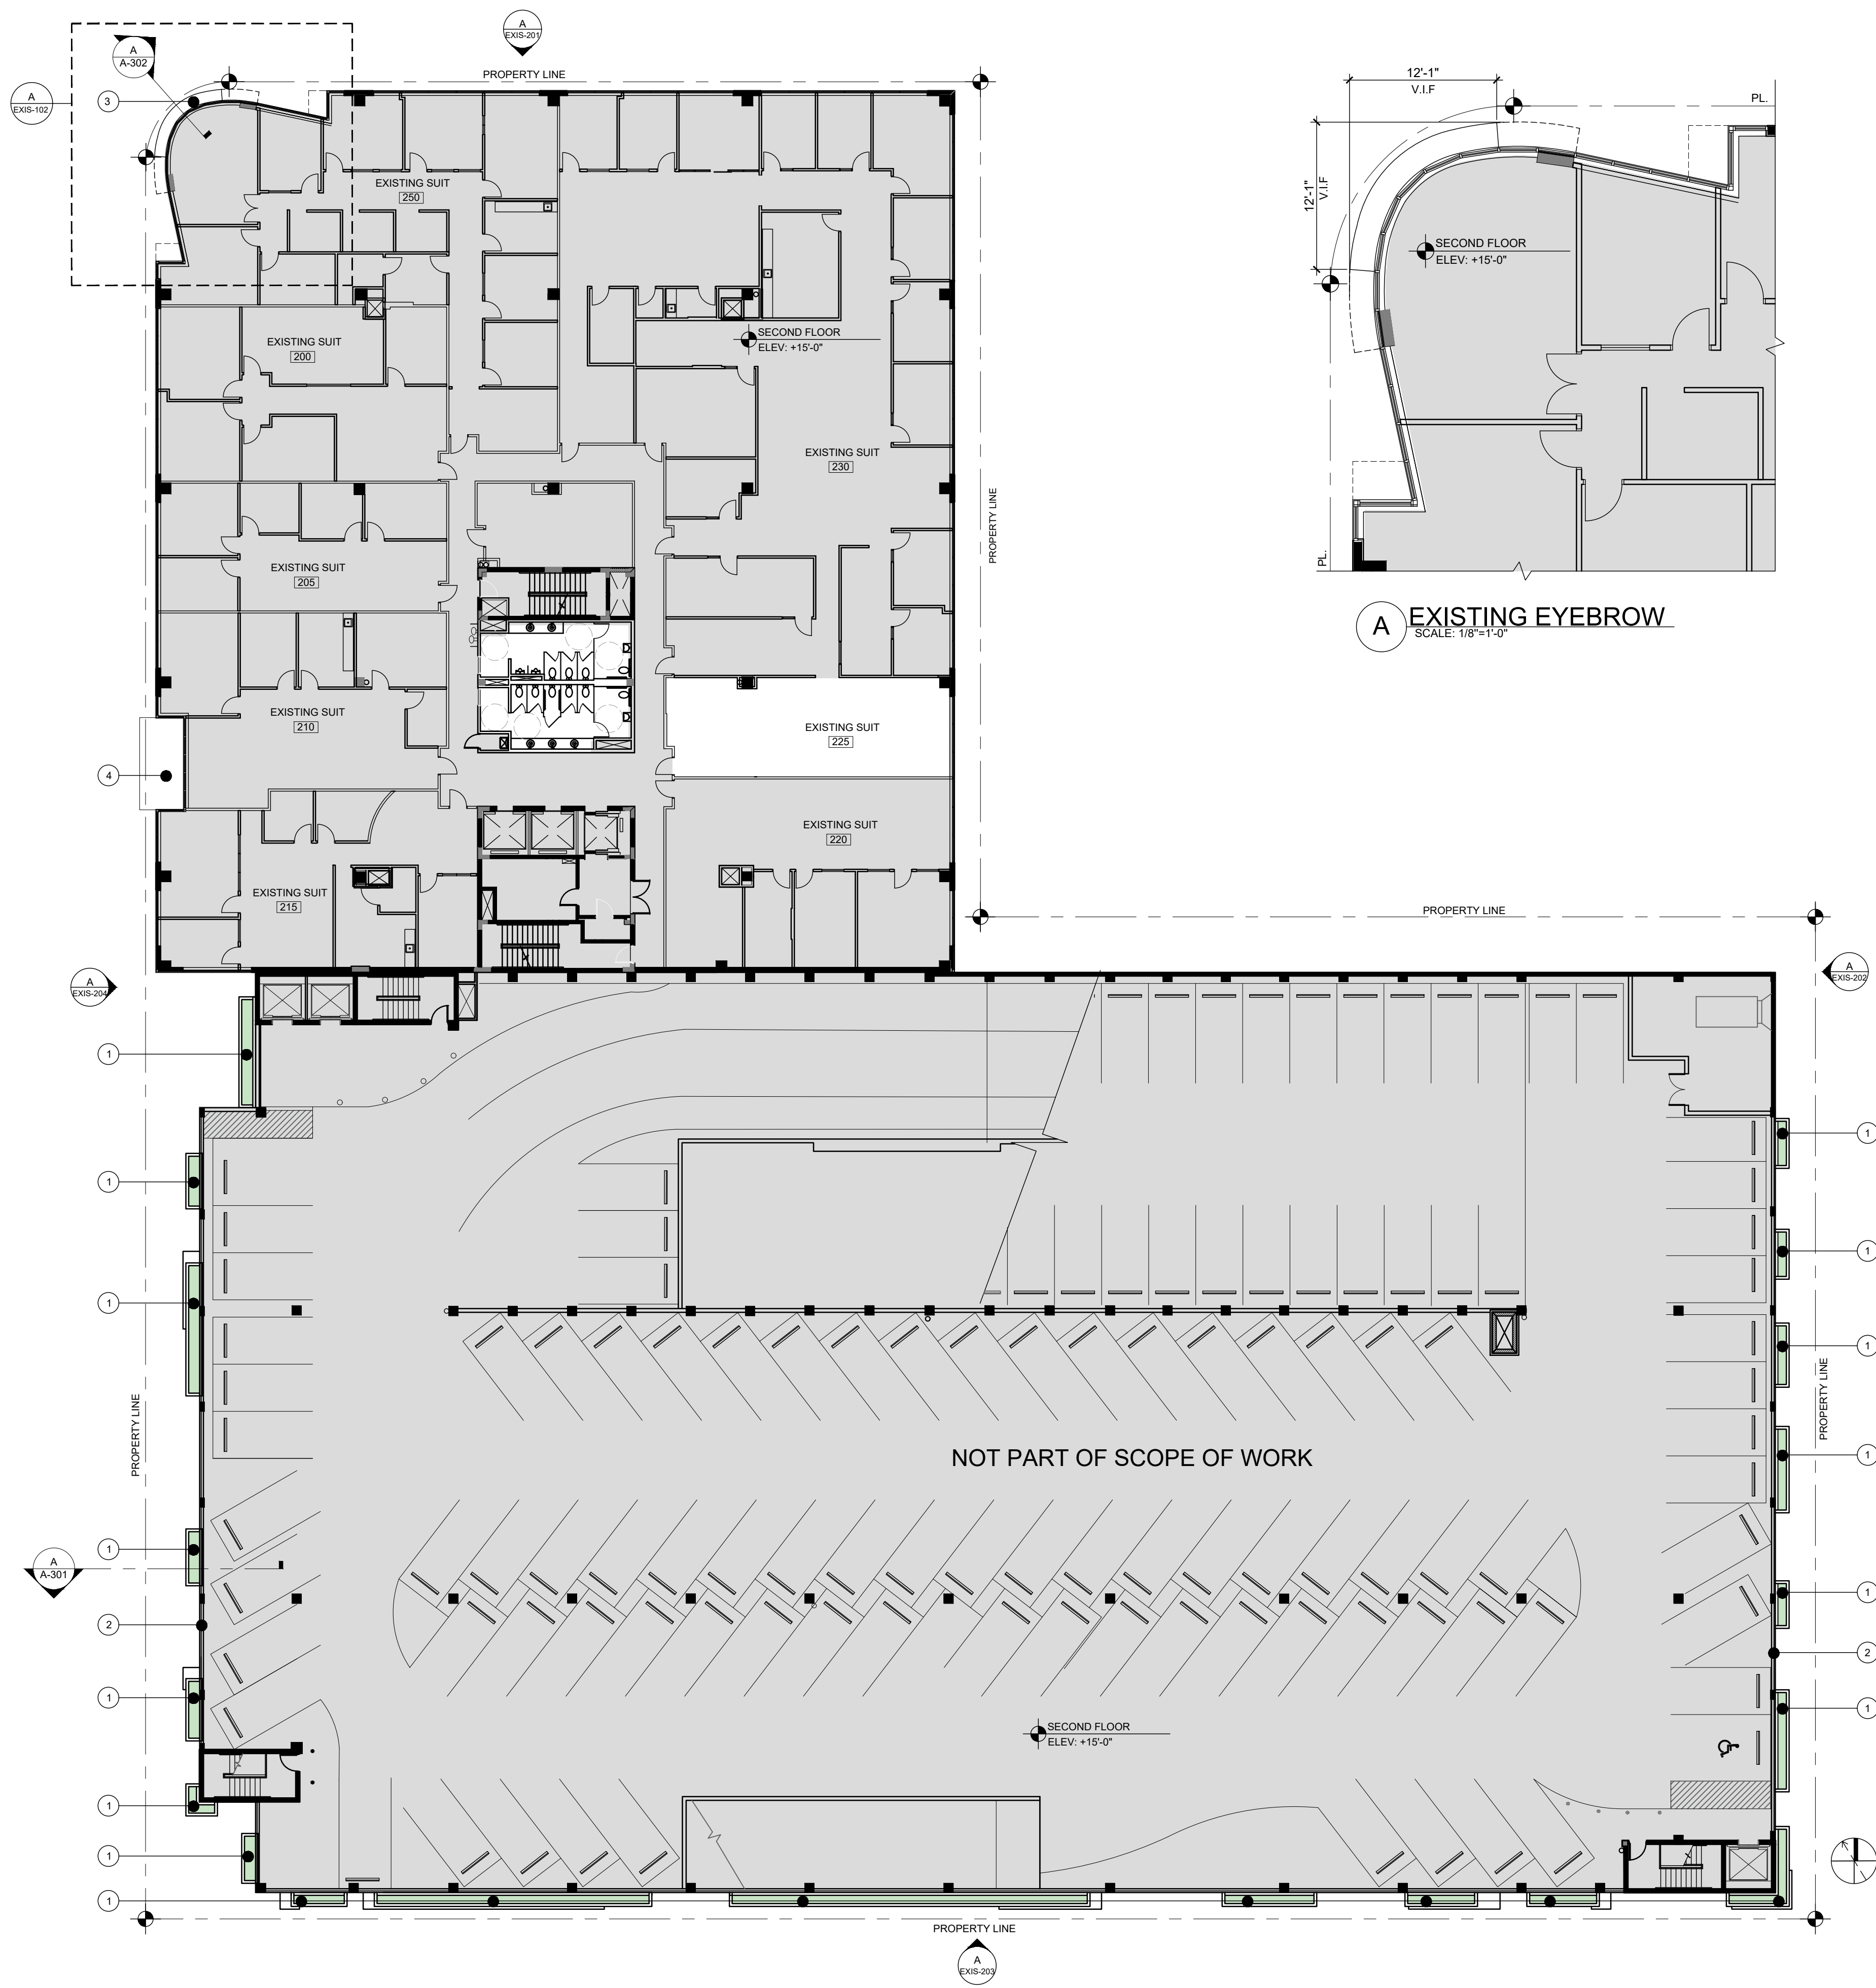 A
EXIS-201
A
A-302
PROPERTY LINE
A
EXIS-102
3
12'-1"
V.I.F
PL.
12'-1"
V.I.F
SECOND FLOOR
ELEV: +15'-0"
PL.
A
EXISTING EYEBROW
SCALE: 1/8"=1'-0"
EXISTING SUIT
250
EXISTING SUIT
200
SECOND FLOOR
ELEV: +15'-0"
EXISTING SUIT
230
PROPERTY LINE
EXISTING SUIT
205
EXISTING SUIT
210
EXISTING SUIT
225
4
EXISTING SUIT
220
EXISTING SUIT
215
PROPERTY LINE
A
EXIS-204
A
EXIS-202
1
1
1
1
1
1
1
PROPERTY LINE
PROPERTY LINE
NOT PART OF SCOPE OF WORK
1
1
A
A-301
1
2
2
1
1
SECOND FLOOR
ELEV: +15'-0"
1
1
1
PROPERTY LINE
A
EXIS-203